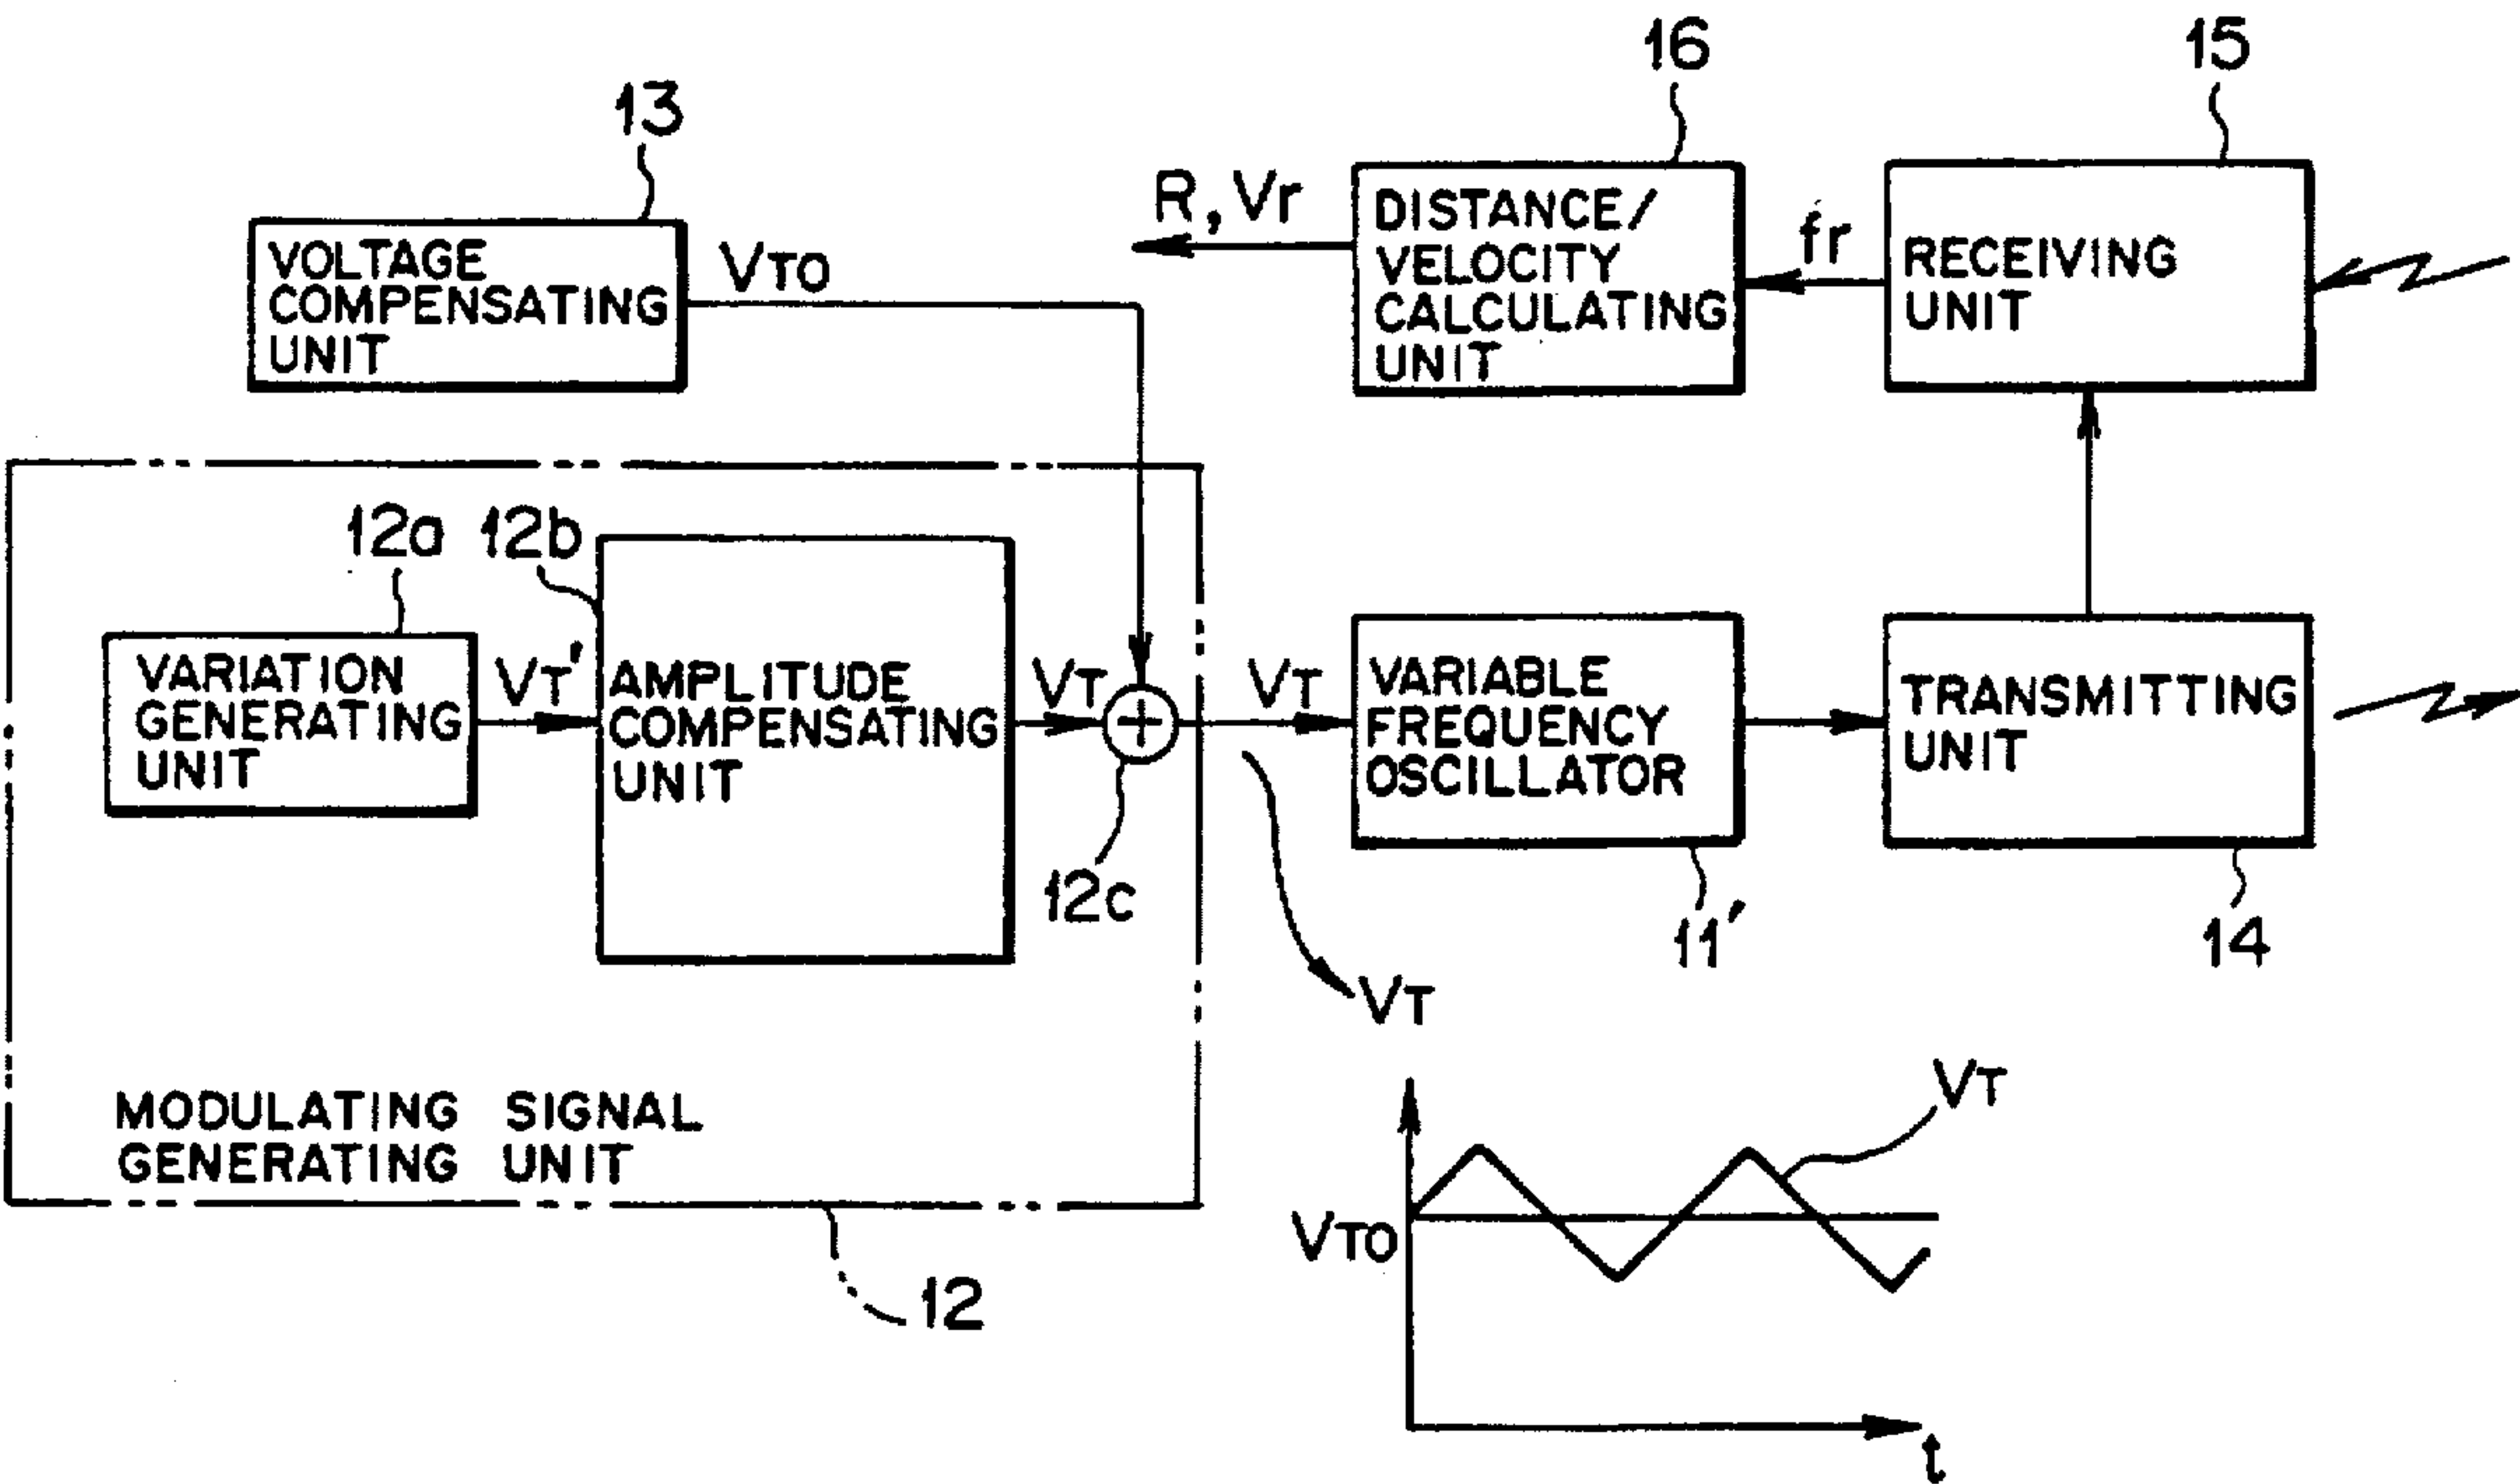 16
15
13
VOLTAGE
COMPENSATING
UNIT
VTO
R, Vr
DISTANCE/
VELOCITY
CALCULATING
UNIT
fr
RECEIVING
UNIT
12a
12b
VARIATION
GENERATING
UNIT
VT'
AMPLITUDE
COMPENSATING
UNIT
VT
+
12c
VT
VARIABLE
FREQUENCY
OSCILLATOR
11'
TRANSMITTING
UNIT
14
VT
MODULATING SIGNAL
GENERATING UNIT
12
VT
VTO
t